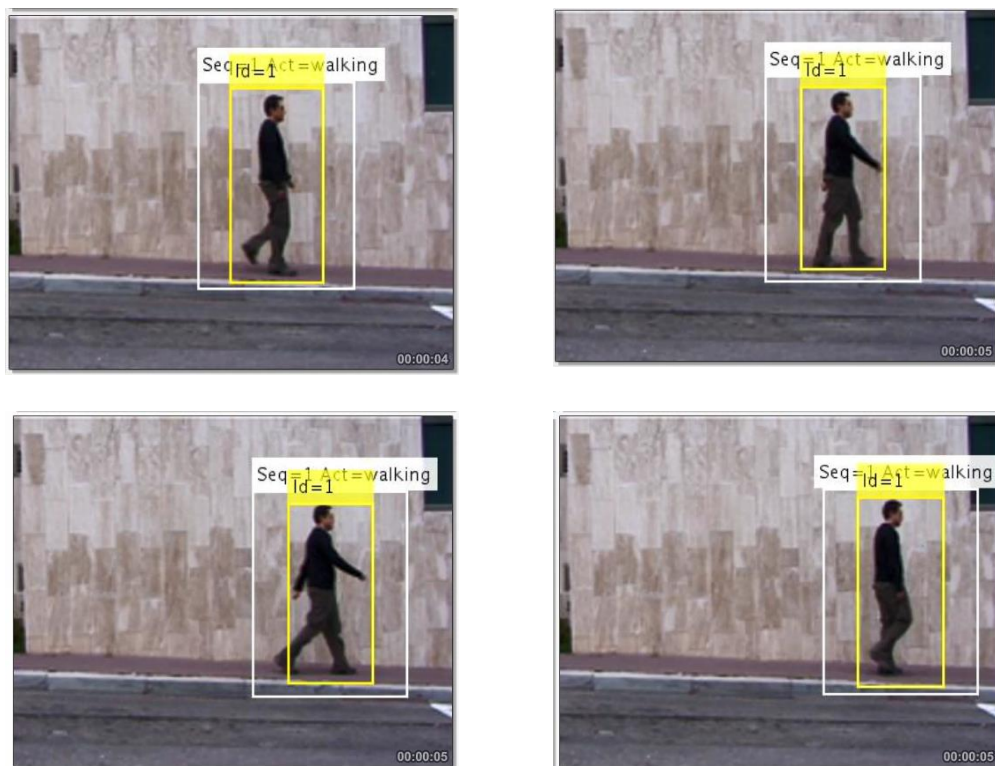 Seq=1 Act=walking
Id=1
00:00:04
Seq=1 Act=walking
Id=1
00:00:05
Seq=1 Act=walking
Id=1
00:00:05
Seq=1 Act=walking
Id=1
00:00:05